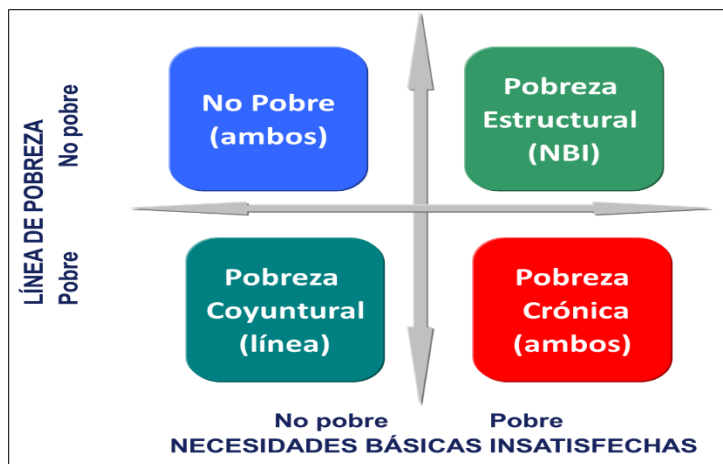 LÍNEA DE POBREZA
No pobre
Pobre
No Pobre
(ambos)
Pobreza
Estructural
(NBI)
Pobreza
Coyuntural
(línea)
Pobreza
Crónica
(ambos)
No pobre
Pobre
NECESIDADES BÁSICAS INSATISFECHAS